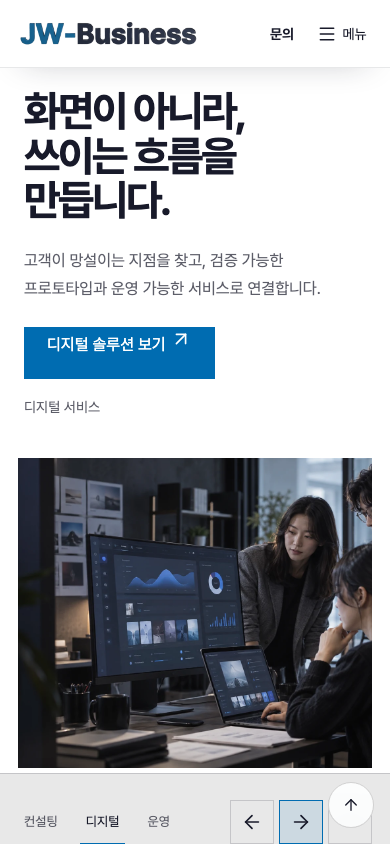 JW-Business
문의
메뉴
화면이 아니라,
쓰이는 흐름을
만듭니다.
고객이 망설이는 지점을 찾고, 검증 가능한
프로토타입과 운영 가능한 서비스로 연결합니다.
디지털 솔루션 보기
디지털 서비스
컨설팅
디지털
운영